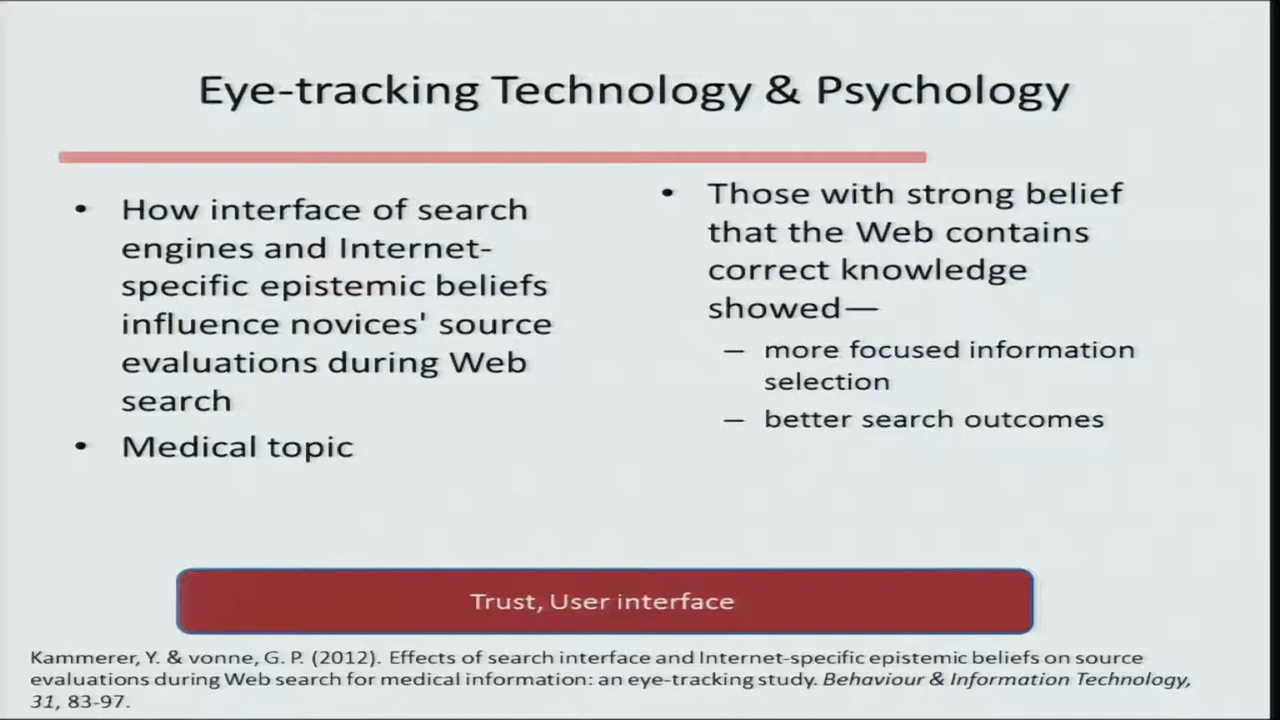 Eye-tracking Technology & Psychology
• How interface of search
engines and Internet-
specific epistemic beliefs
influence novices' source
evaluations during Web
search
• Medical topic
• Those with strong belief
that the Web contains
correct knowledge
showed—
– more focused information
selection
– better search outcomes
Trust, User interface
Kammerer, Y. & vonne, G. P. (2012). Effects of search interface and Internet-specific epistemic beliefs on source
evaluations during Web search for medical information: an eye-tracking study. Behaviour & Information Technology,
31, 83-97.